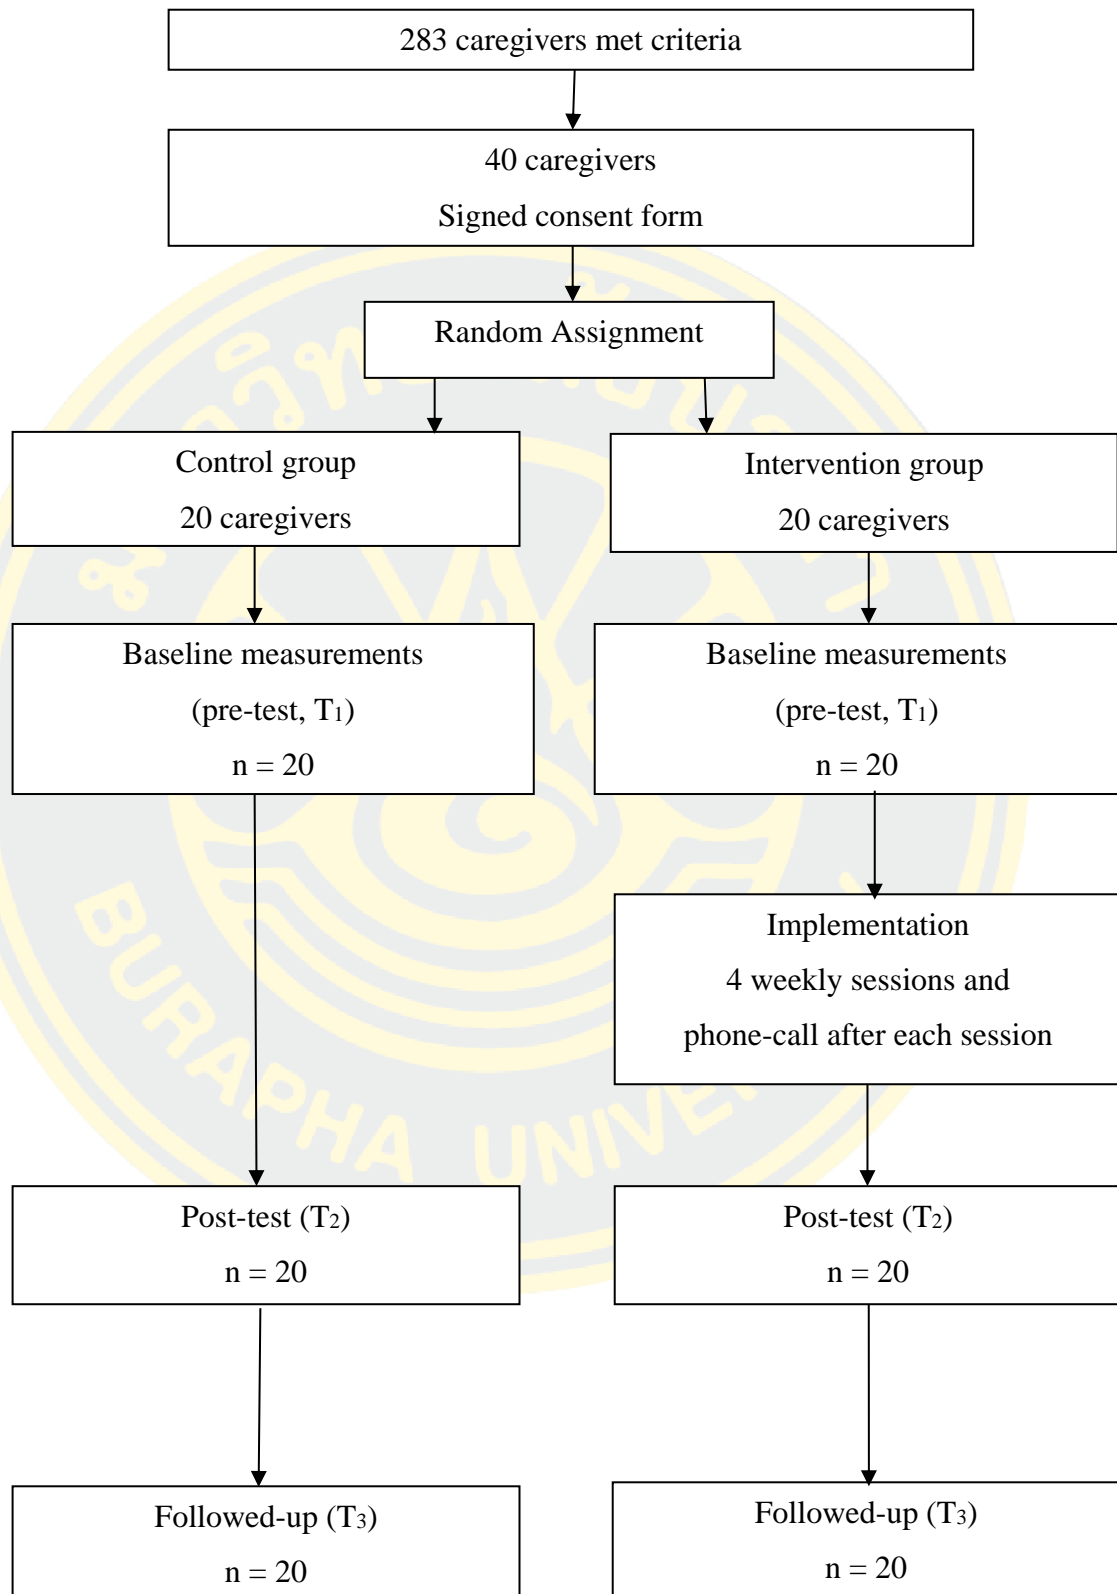 283 caregivers met criteria
40 caregivers
Signed consent form
Random Assignment
Control group
20 caregivers
Intervention group
20 caregivers
Baseline measurements
(pre-test, T₁)
n = 20
Baseline measurements
(pre-test, T₁)
n = 20
Implementation
4 weekly sessions and
phone-call after each session
Post-test (T₂)
n = 20
Post-test (T₂)
n = 20
Followed-up (T₃)
n = 20
Followed-up (T₃)
n = 20
BURAPHA